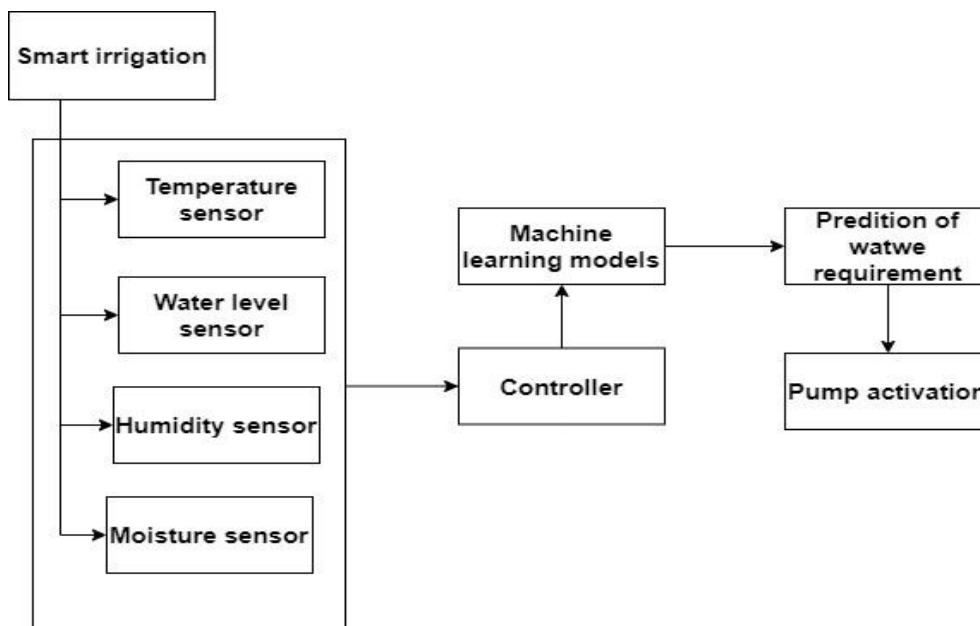 Smart irrigation
Temperature
sensor
Water level
sensor
Humidity sensor
Moisture sensor
Machine
learning models
Controller
Predition of
watwe
requirement
Pump activation